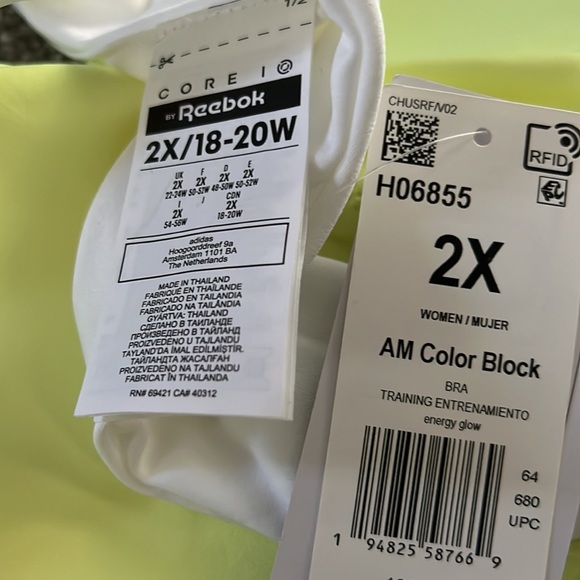 1/2
CORE 10
BY Reebok
2X/18-20W
UK F D E
2X 2X 2X 2X
22-24W 50-52W 48-50W 50-52W
I J CDN
2X 2X
54-56W 18-20W
adidas
Hoogoorddreef 9a
Amsterdam 1101 BA
The Netherlands
MADE IN THAILAND
FABRIQUÉ EN THAÏLANDE
FABRICADO EN TAILANDIA
FABRICADO NA TAILÂNDIA
GYÁRTVA: THAILAND
СДЕЛАНО В ТАИЛАНДЕ
ПРОИЗВЕДЕНО В ТАЙЛАНД
PROIZVEDENO U TAJLANDU
TAYLAND'DA İMAL EDİLMİŞTİR.
ТАЙЛАНДТА ЖАСАЛҒАН
PROIZVEDENO NA TAJLANDU
FABRICAT ÎN THAILANDA
RN# 69421 CA# 40312
CHUSRF/V02
RFID
H06855
2X
WOMEN / MUJER
AM Color Block
BRA
TRAINING ENTRENAMIENTO
energy glow
64
680
UPC
1 94825 58766 9